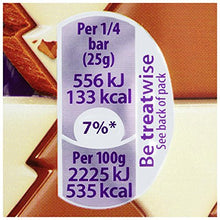 Per 1/4
bar
(25g)
556 kJ
133 kcal
7%*
Per 100g
2225 kJ
535 kcal
Be treatwise
See back of pack